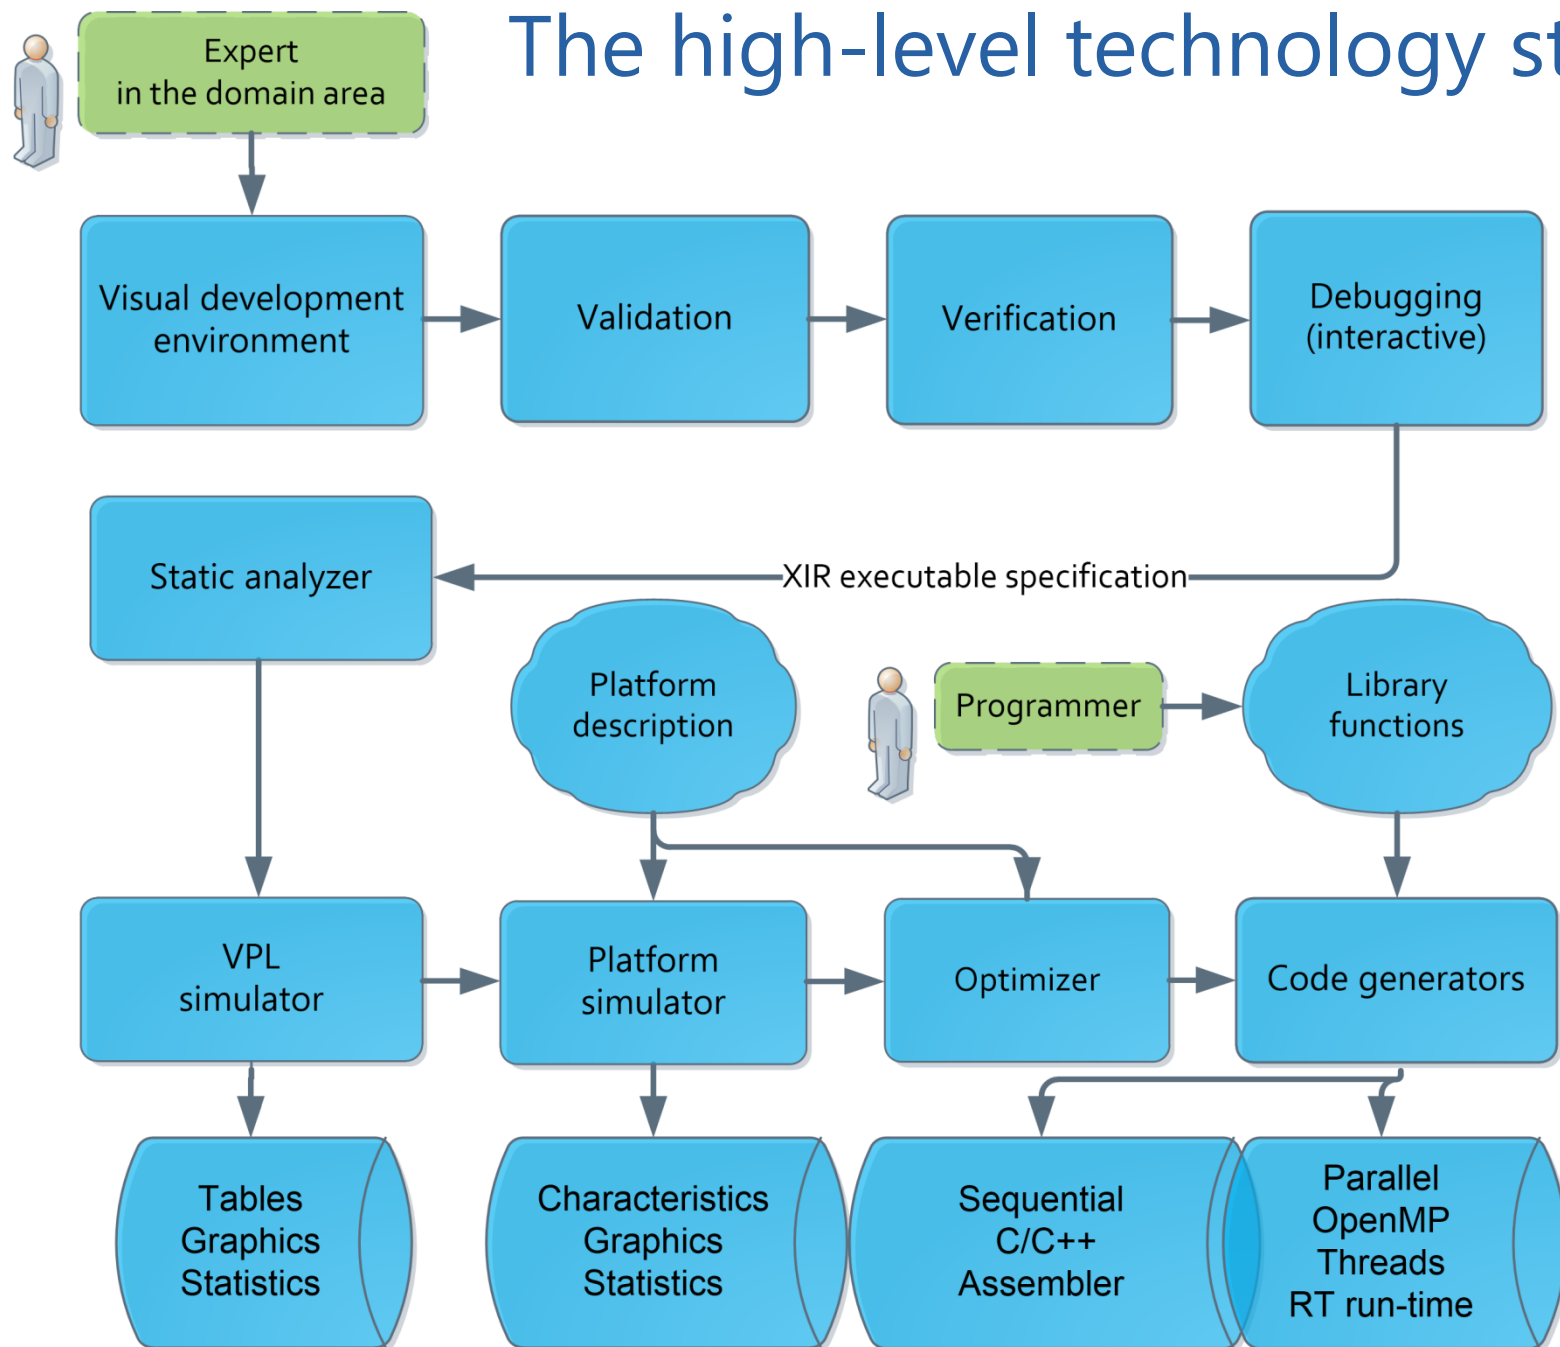 The high-level technology
Expert
in the domain area
Visual development
environment
Validation
Verification
Debugging
(interactive)
Static analyzer
XIR executable specification
Platform
description
Programmer
Library
functions
VPL
simulator
Platform
simulator
Optimizer
Code generators
Tables
Graphics
Statistics
Characteristics
Graphics
Statistics
Sequential
C/C++
Assembler
Parallel
OpenMP
Threads
RT run-time